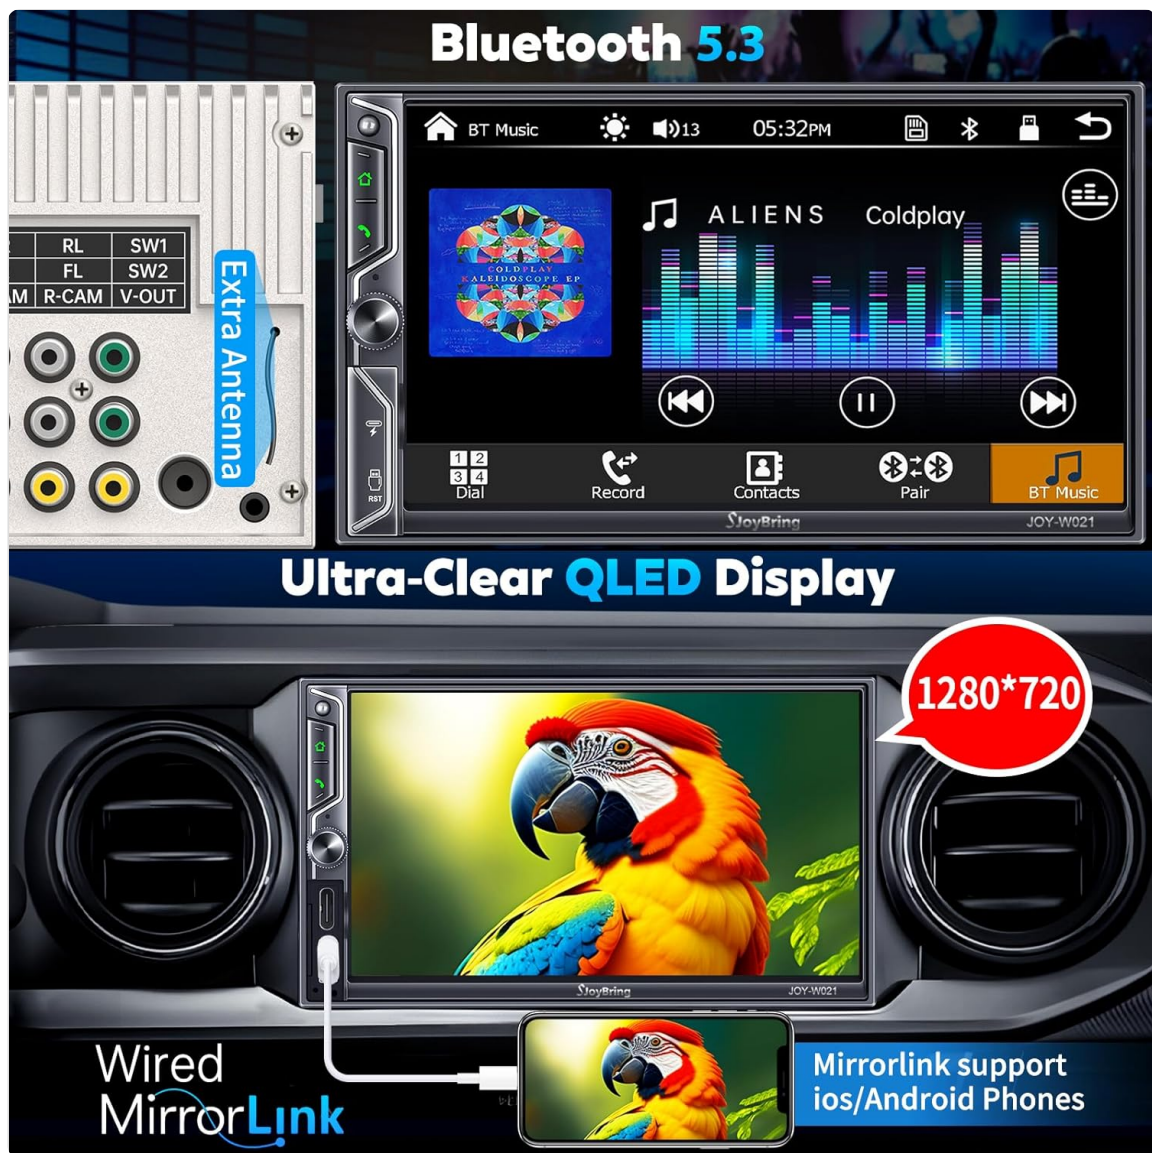 Bluetooth 5.3
BT Music
13
05:32PM
RL SW1
FL SW2
R-CAM V-OUT
Extra Antenna
COLDPLAY
KALEIDOSCOPE EP
ALIENS Coldplay
RST
1 2
3 4
Dial
Record
Contacts
Pair
BT Music
SJoyBring
JOY-W021
Ultra-Clear QLED Display
1280*720
SJoyBring
JOY-W021
Wired
MirrorLink
Mirrorlink support
ios/Android Phones